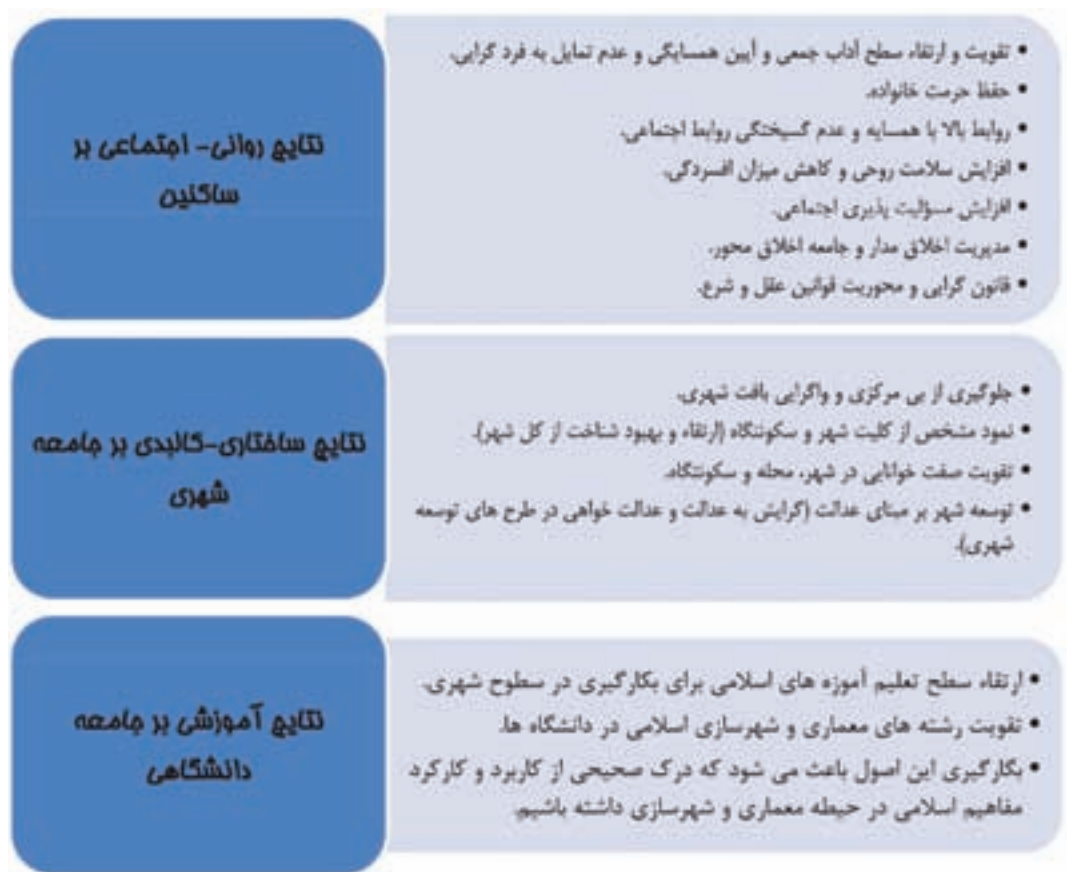 نتایج روانی- اجتماعی بر
ساکنین
• تقویت و ارتقاء سطح آداب جمعی و آیین همسایگی و عدم تمایل به فرد گرایی.
• حفظ حرمت خانواده.
• روابط بالا با همسایه و عدم گسیختگی روابط اجتماعی.
• افزایش سلامت روحی و کاهش میزان افسردگی.
• افزایش مسؤلیت پذیری اجتماعی.
• مدیریت اخلاق مدار و جامعه اخلاق محور.
• قانون گرایی و محوریت قوانین عقل و شرع.
نتایج ساختاری-کالبدی بر جامعه
شهری
• جلوگیری از بی مرکزی و واگرایی بافت شهری.
• نمود مشخص از کلیت شهر و سکونتگاه (ارتقاء و بهبود شناخت از کل شهر).
• تقویت صفت خوانایی در شهر، محله و سکونتگاه.
• توسعه شهر بر مبنای عدالت (گرایش به عدالت و عدالت خواهی در طرح های توسعه
شهری).
نتایج آموزشی بر جامعه
دانشگاهی
• ارتقاء سطح تعلیم آموزه های اسلامی برای بکارگیری در سطوح شهری.
• تقویت رشته های معماری و شهرسازی اسلامی در دانشگاه ها.
• بکارگیری این اصول باعث می شود که درک صحیحی از کاربرد و کارکرد
مفاهیم اسلامی در حیطه معماری و شهرسازی داشته باشیم.